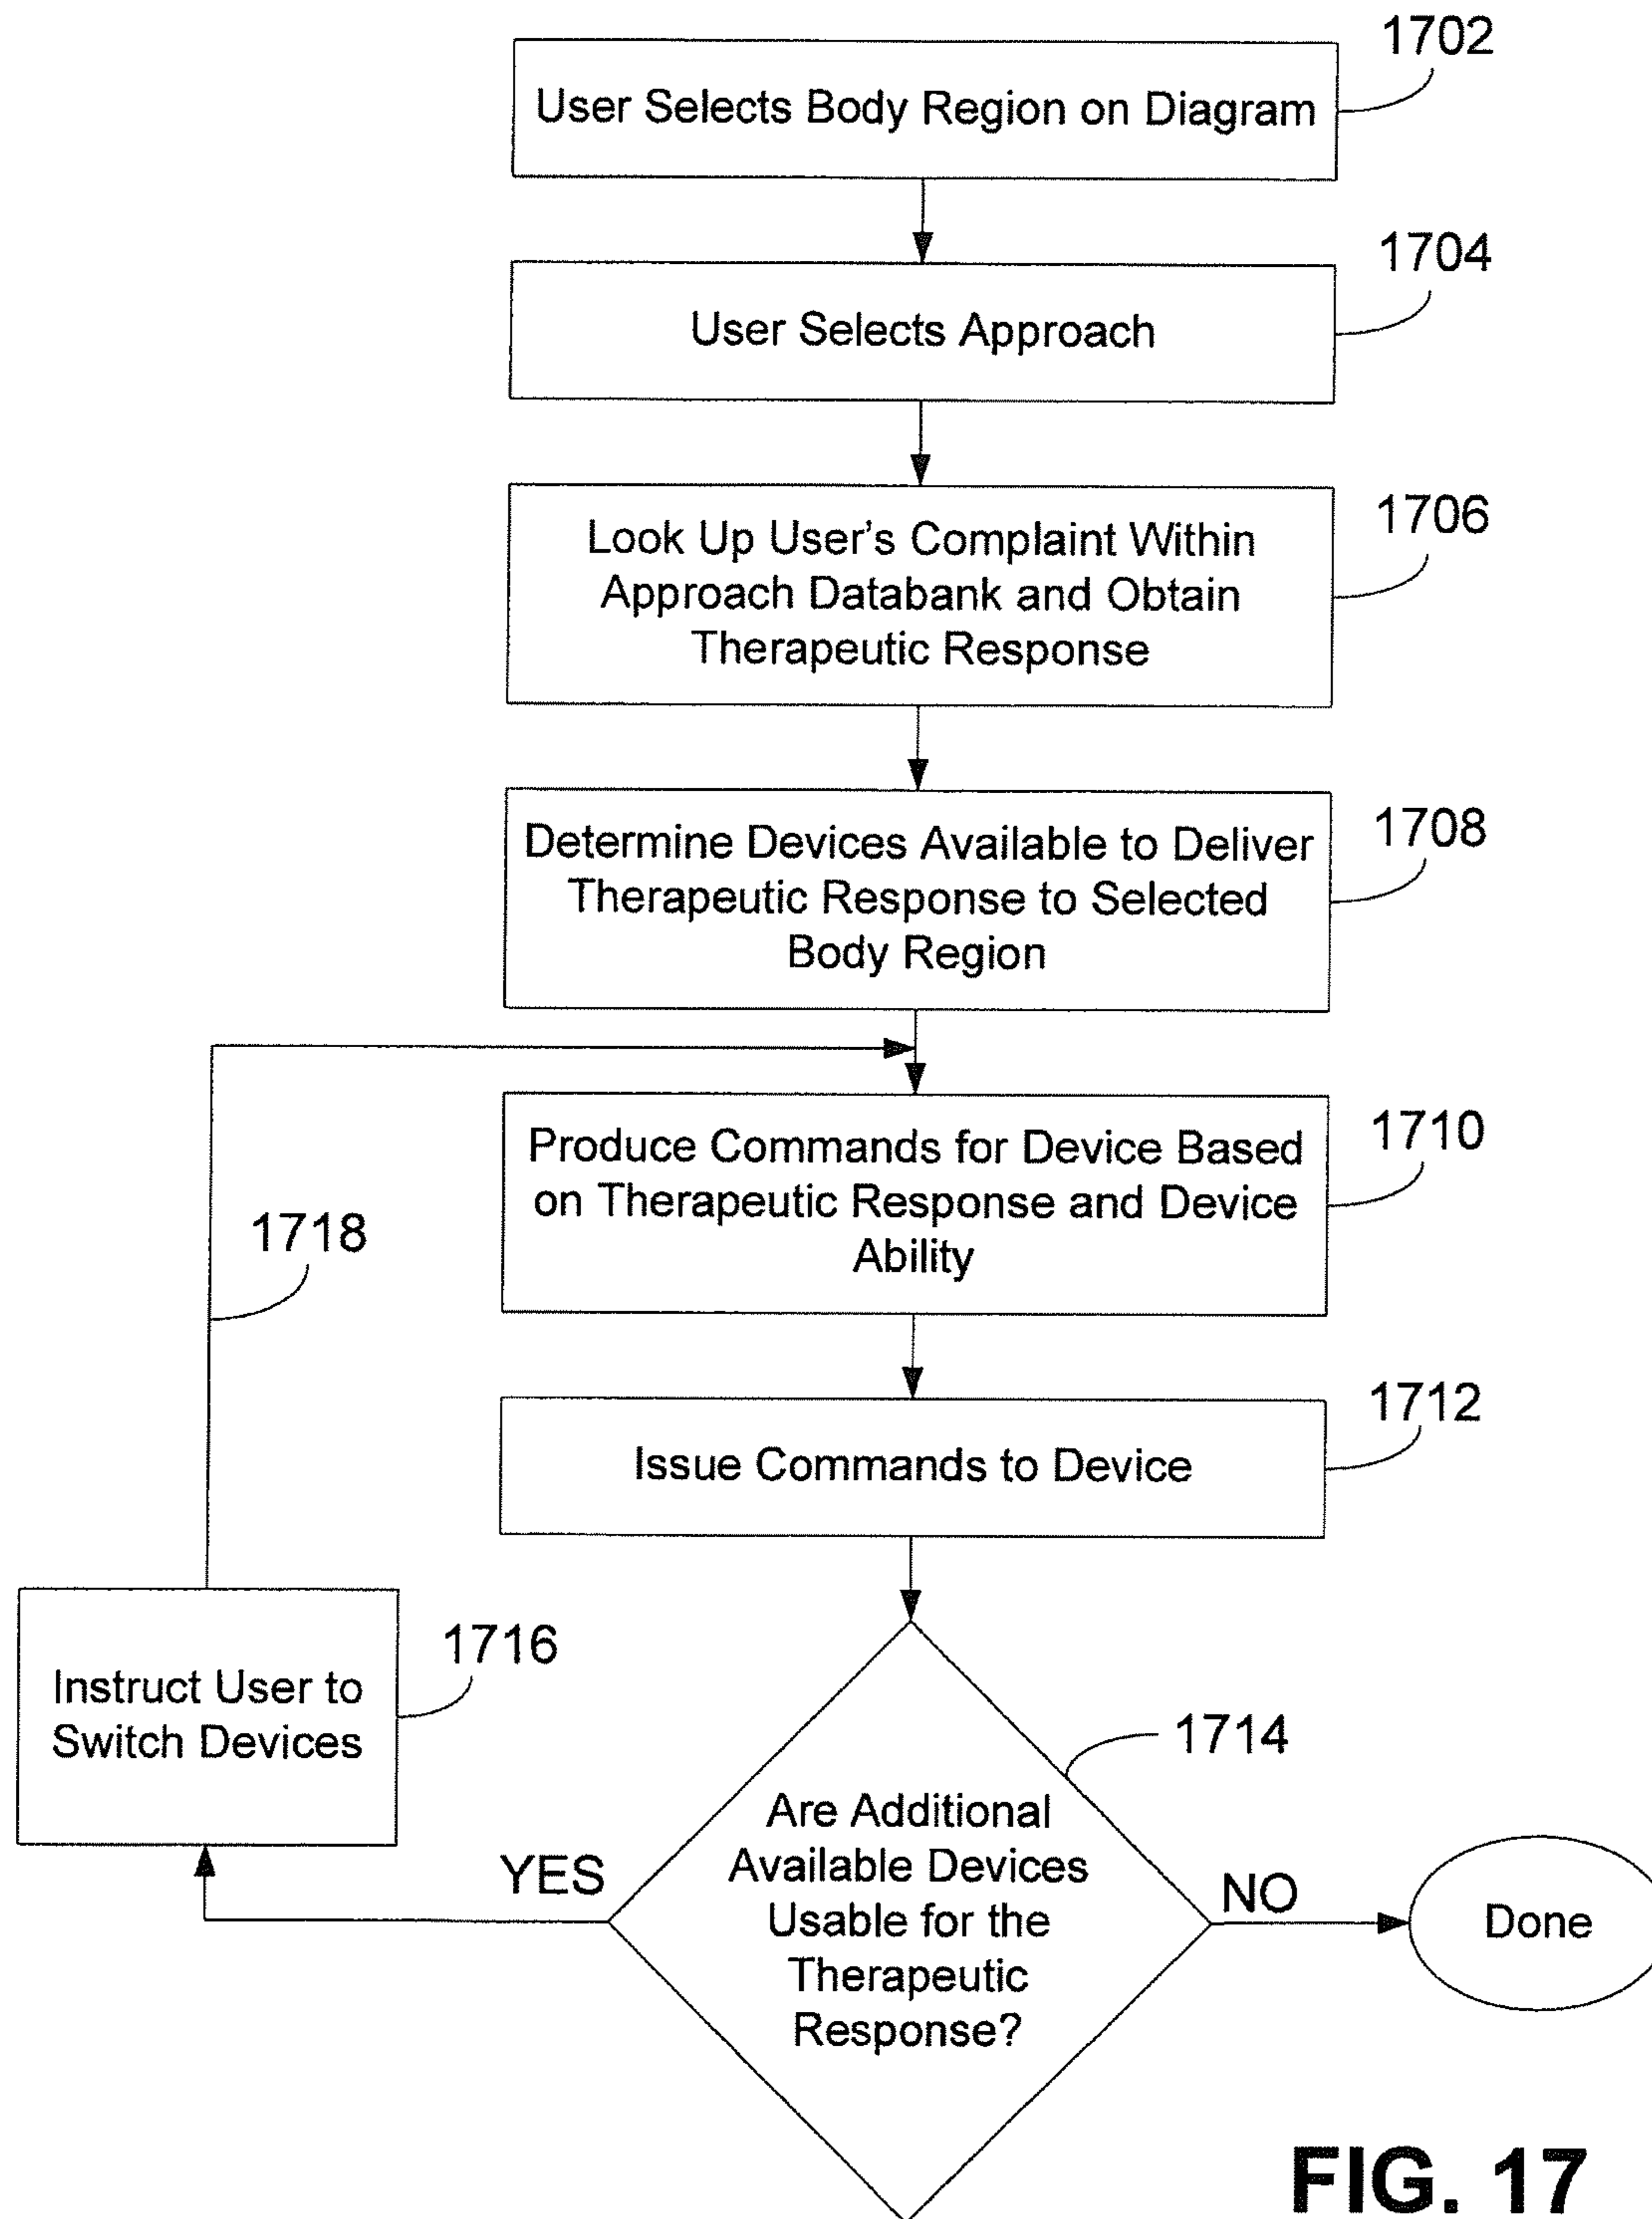 1702
User Selects Body Region on Diagram
1704
User Selects Approach
1706
Look Up User's Complaint Within
Approach Databank and Obtain
Therapeutic Response
1708
Determine Devices Available to Deliver
Therapeutic Response to Selected
Body Region
1710
Produce Commands for Device Based
on Therapeutic Response and Device
Ability
1718
1712
Issue Commands to Device
1716
Instruct User to
Switch Devices
1714
Are Additional
Available Devices
Usable for the
Therapeutic
Response?
YES
NO
Done
FIG. 17